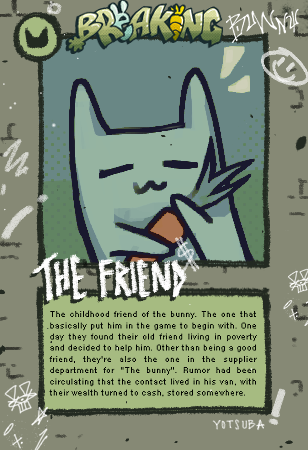 BREAKING
BUNNY
THE FRIEND
$
The childhood friend of the bunny. The one that
basically put him in the game to begin with. One
day they found their old friend living in poverty
and decided to help him. Other than being a good
friend, they're also the one in the supplier
department for "The bunny". Rumor had been
circulating that the contact lived in his van, with
their wealth turned to cash, stored somewhere.
YOTSUBA
!